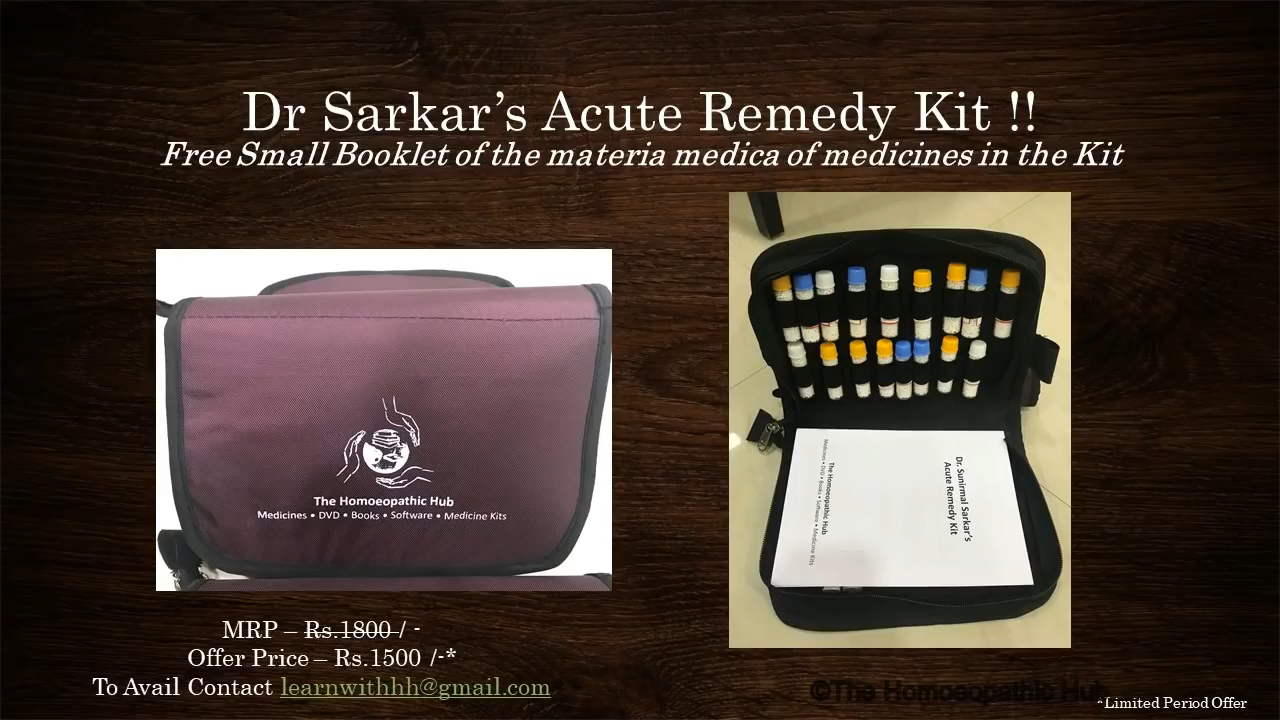 Dr Sarkar’s Acute Remedy Kit !!
Free Small Booklet of the materia medica of medicines in the Kit
The Homoeopathic Hub
Medicines • DVD • Books • Software • Medicine Kits
Dr. Sunirmal Sarkar's
Acute Remedy Kit
The Homoeopathic Hub
Medicines • DVD • Books • Software • Medicine Kits
MRP – Rs.1800 / -
Offer Price – Rs.1500 /-*
To Avail Contact learnwithhh@gmail.com
©The Homoeopathic Hub
*Limited Period Offer